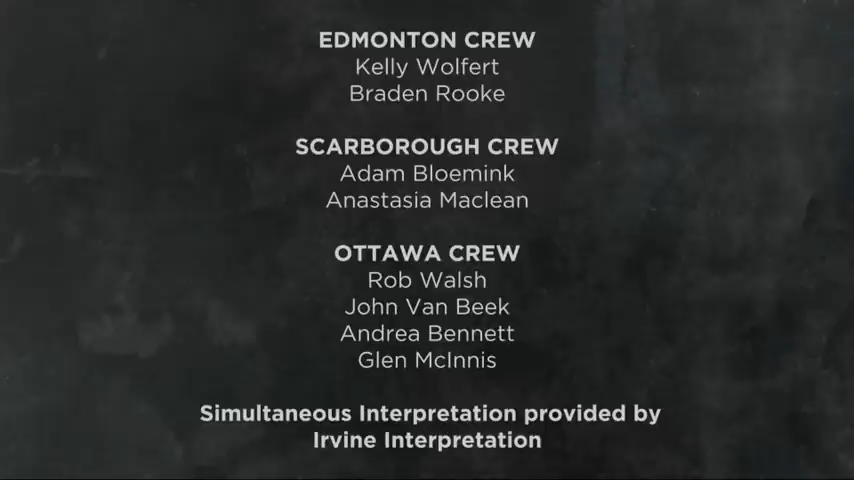 EDMONTON CREW
Kelly Wolfert
Braden Rooke
SCARBOROUGH CREW
Adam Bloemink
Anastasia Maclean
OTTAWA CREW
Rob Walsh
John Van Beek
Andrea Bennett
Glen McInnis
Simultaneous Interpretation provided by
Irvine Interpretation